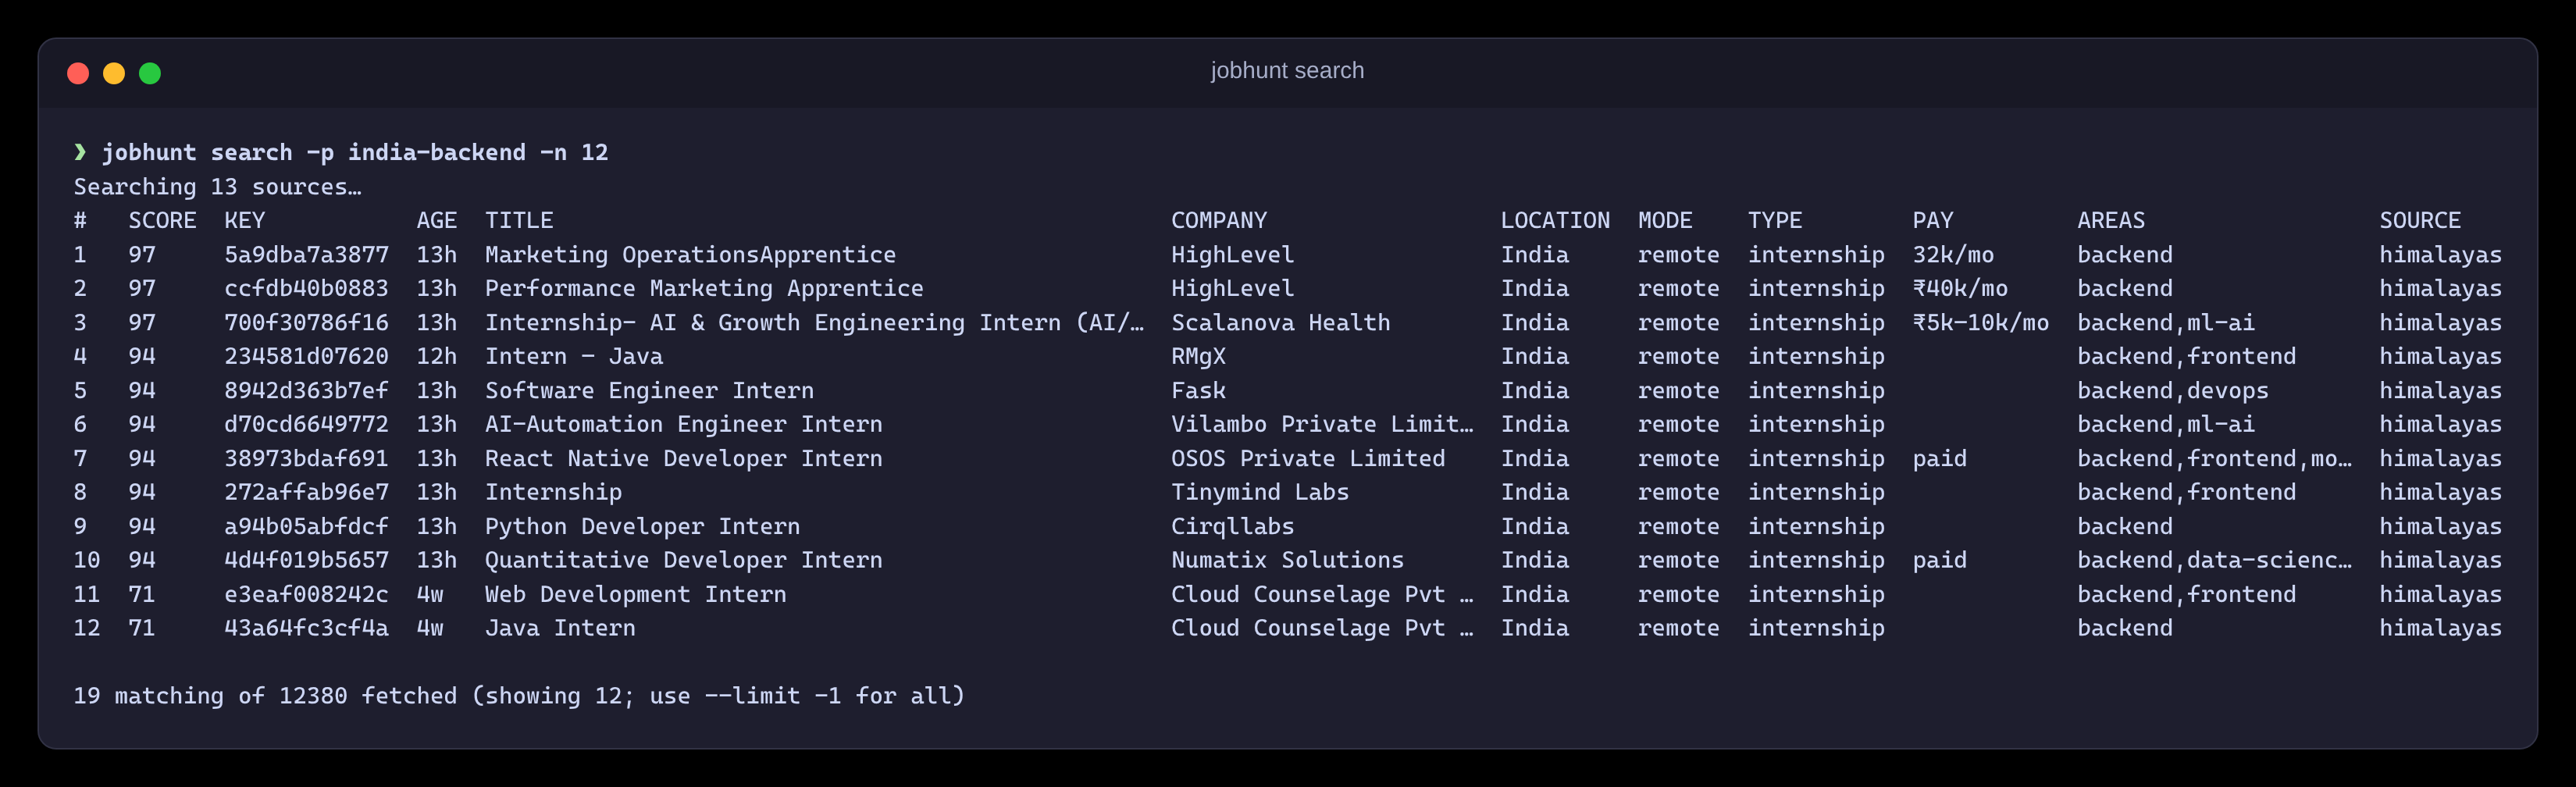 jobhunt search
❯ jobhunt search -p india-backend -n 12
Searching 13 sources…
#   SCORE  KEY           AGE  TITLE                                             COMPANY                 LOCATION  MODE    TYPE        PAY         AREAS                 SOURCE
1   97     5a9dba7a3877  13h  Marketing OperationsApprentice                    HighLevel               India     remote  internship  32k/mo      backend               himalayas
2   97     ccfdb40b0883  13h  Performance Marketing Apprentice                  HighLevel               India     remote  internship  ₹40k/mo     backend               himalayas
3   97     700f30786f16  13h  Internship- AI & Growth Engineering Intern (AI/…  Scalanova Health        India     remote  internship  ₹5k-10k/mo  backend,ml-ai         himalayas
4   94     234581d07620  12h  Intern - Java                                     RMgX                    India     remote  internship              backend,frontend      himalayas
5   94     8942d363b7ef  13h  Software Engineer Intern                          Fask                    India     remote  internship              backend,devops        himalayas
6   94     d70cd6649772  13h  AI-Automation Engineer Intern                     Vilambo Private Limit…  India     remote  internship              backend,ml-ai         himalayas
7   94     38973bdaf691  13h  React Native Developer Intern                     OSOS Private Limited    India     remote  internship  paid        backend,frontend,mo…  himalayas
8   94     272affab96e7  13h  Internship                                        Tinymind Labs           India     remote  internship              backend,frontend      himalayas
9   94     a94b05abfdcf  13h  Python Developer Intern                           Cirqllabs               India     remote  internship              backend               himalayas
10  94     4d4f019b5657  13h  Quantitative Developer Intern                     Numatix Solutions       India     remote  internship  paid        backend,data-scienc…  himalayas
11  71     e3eaf008242c  4w   Web Development Intern                            Cloud Counselage Pvt …  India     remote  internship              backend,frontend      himalayas
12  71     43a64fc3cf4a  4w   Java Intern                                       Cloud Counselage Pvt …  India     remote  internship              backend               himalayas
19 matching of 12380 fetched (showing 12; use --limit -1 for all)